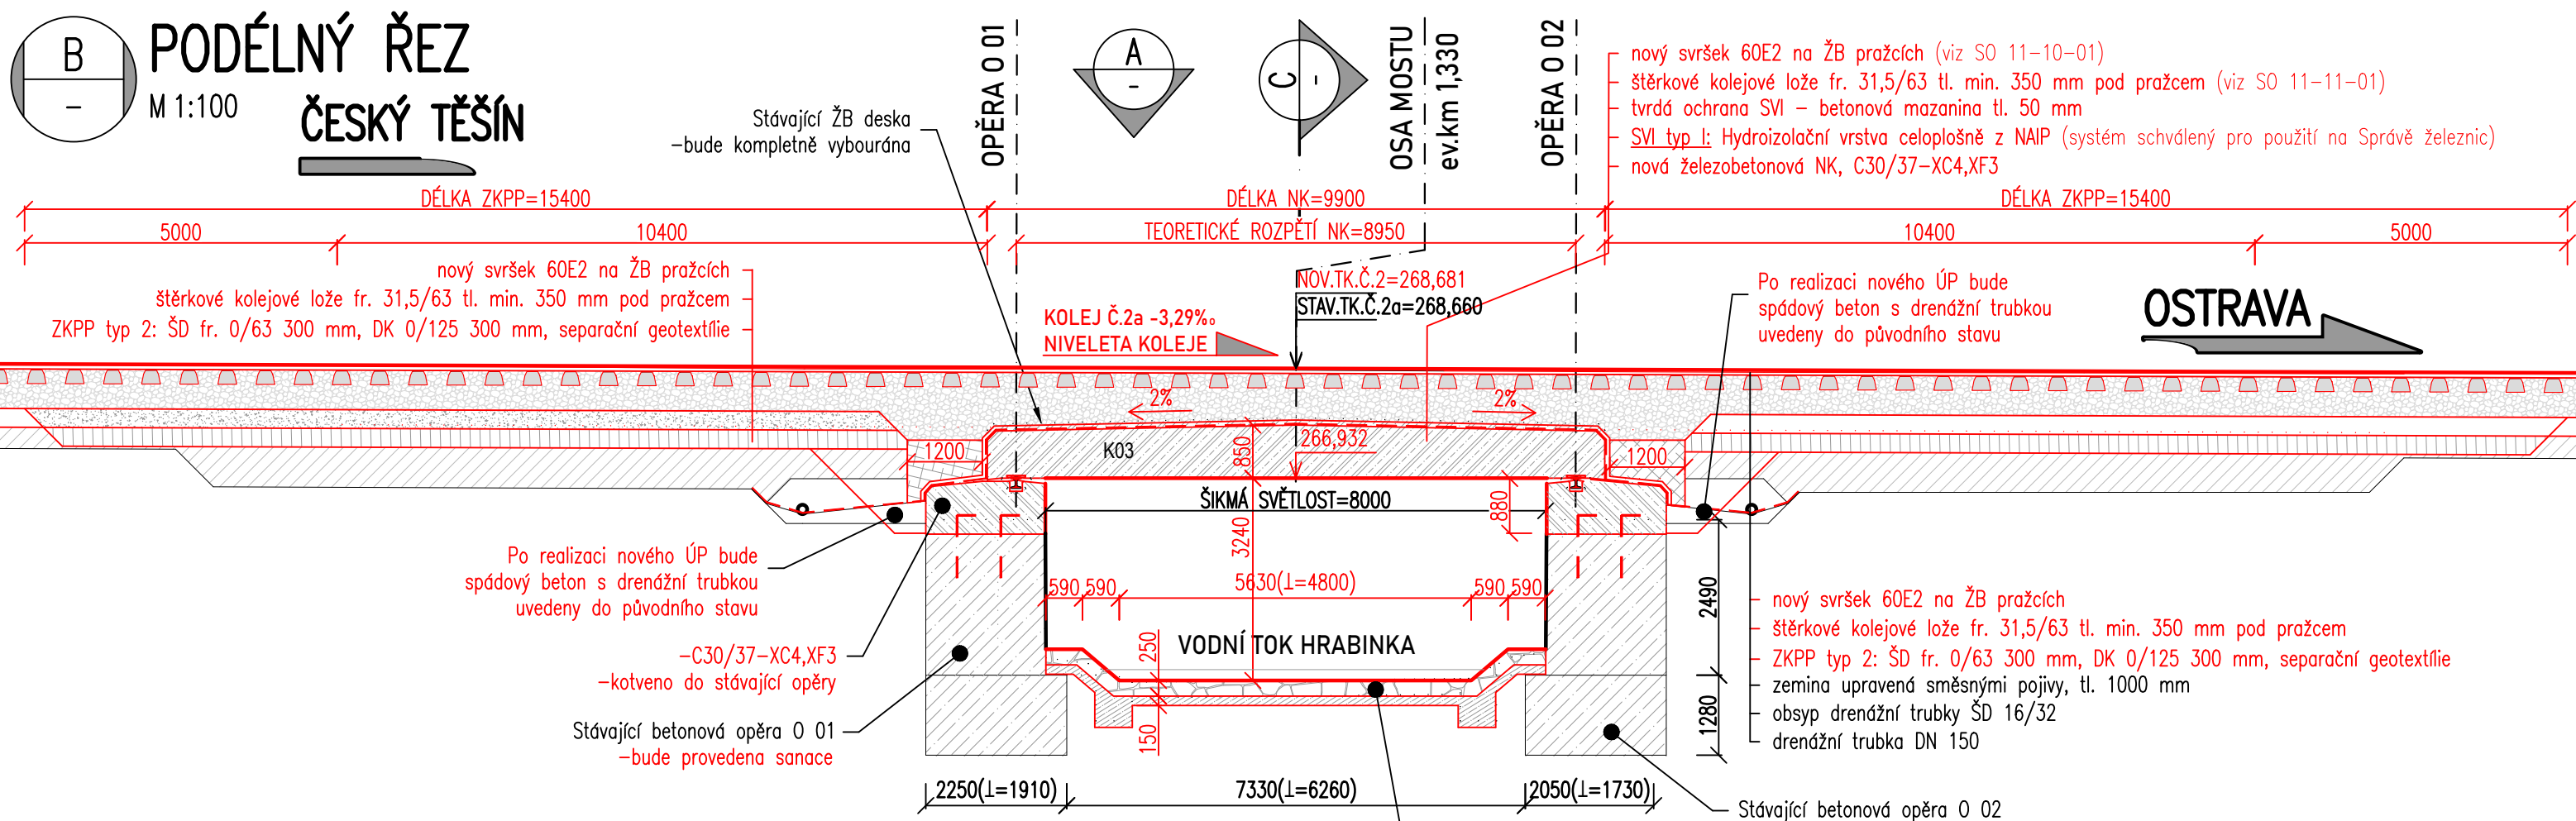 B
-
PODÉLNÝ ŘEZ
M 1:100
ČESKÝ TĚŠÍN
Stávající ŽB deska
-bude kompletně vybourána
OPĚRA O 01
A
-
C
-
OSA MOSTU
ev.km 1,330
OPĚRA O 02
nový svršek 60E2 na ŽB pražcích (viz SO 11-10-01)
štěrkové kolejové lože fr. 31,5/63 tl. min. 350 mm pod pražcem (viz SO 11-11-01)
tvrdá ochrana SVI – betonová mazanina tl. 50 mm
SVI typ I: Hydroizolační vrstva celoplošně z NAIP (systém schválený pro použití na Správě železnic)
nová železobetonová NK, C30/37-XC4,XF3
DÉLKA ZKPP=15400
DÉLKA NK=9900
DÉLKA ZKPP=15400
5000
10400
TEORETICKÉ ROZPĚTÍ NK=8950
10400
5000
nový svršek 60E2 na ŽB pražcích
štěrkové kolejové lože fr. 31,5/63 tl. min. 350 mm pod pražcem
ZKPP typ 2: ŠD fr. 0/63 300 mm, DK 0/125 300 mm, separační geotextílie
NOV.TK.Č.2=268,681
STAV.TK.Č.2a=268,660
KOLEJ Č.2a -3,29‰
NIVELETA KOLEJE
Po realizaci nového ÚP bude
spádový beton s drenážní trubkou
uvedeny do původního stavu
OSTRAVA
2%
2%
1200
K03
850
266,932
1200
ŠIKMÁ SVĚTLOST=8000
880
3240
Po realizaci nového ÚP bude
spádový beton s drenážní trubkou
uvedeny do původního stavu
590
590
5630(⊥=4800)
590
590
2490
-C30/37-XC4,XF3
-kotveno do stávající opěry
250
VODNÍ TOK HRABINKA
nový svršek 60E2 na ŽB pražcích
štěrkové kolejové lože fr. 31,5/63 tl. min. 350 mm pod pražcem
ZKPP typ 2: ŠD fr. 0/63 300 mm, DK 0/125 300 mm, separační geotextílie
zemina upravená směsnými pojivy, tl. 1000 mm
obsyp drenážní trubky ŠD 16/32
drenážní trubka DN 150
Stávající betonová opěra O 01
-bude provedena sanace
150
1280
2250(⊥=1910)
7330(⊥=6260)
2050(⊥=1730)
Stávající betonová opěra O 02